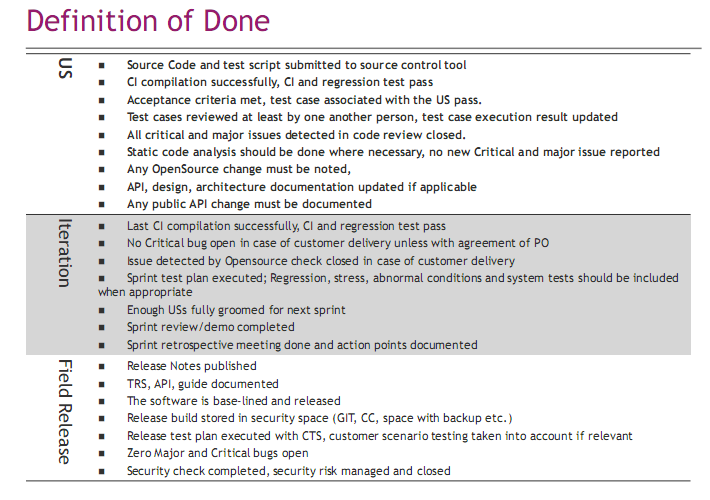 Definition of Done
US
■ Source Code and test script submitted to source control tool
■ CI compilation successfully, CI and regression test pass
■ Acceptance criteria met, test case associated with the US pass.
■ Test cases reviewed at least by one another person, test case execution result updated
■ All critical and major issues detected in code review closed.
■ Static code analysis should be done where necessary, no new Critical and major issue reported
■ Any OpenSource change must be noted,
■ API, design, architecture documentation updated if applicable
■ Any public API change must be documented
Iteration
■ Last CI compilation successfully, CI and regression test pass
■ No Critical bug open in case of customer delivery unless with agreement of PO
■ Issue detected by Opensource check closed in case of customer delivery
■ Sprint test plan executed; Regression, stress, abnormal conditions and system tests should be included
when appropriate
■ Enough USs fully groomed for next sprint
■ Sprint review/demo completed
■ Sprint retrospective meeting done and action points documented
Field Release
■ Release Notes published
■ TRS, API, guide documented
■ The software is base-lined and released
■ Release build stored in security space (GIT, CC, space with backup etc.)
■ Release test plan executed with CTS, customer scenario testing taken into account if relevant
■ Zero Major and Critical bugs open
■ Security check completed, security risk managed and closed